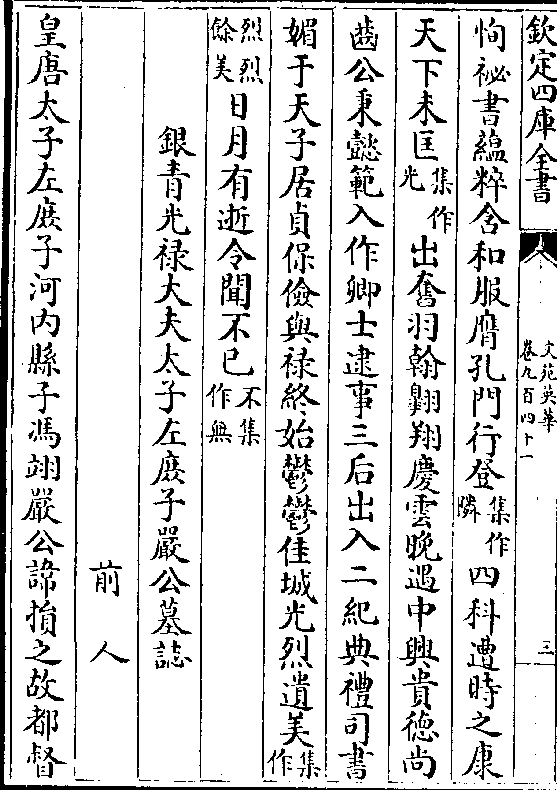 欽定四庫全書
文苑英華
卷九百四十一
三
恂祕書蘊粹含和服膺孔門行登集作隣四科遭時之康
天下未匡集作光出奮羽翰翺翔慶雲晚遇中興貴德尚
齒公秉懿範入作卿士逮事三后出入二紀典禮司書
媚于天子居貞保儉與禄終始鬱鬱佳城光烈遺美集作
烈烈餘美日月有逝令聞不已不集作無
銀青光禄大夫太子左庶子嚴公墓誌
前人
皇唐太子左庶子河内縣子馮翊嚴公諱損之故都督